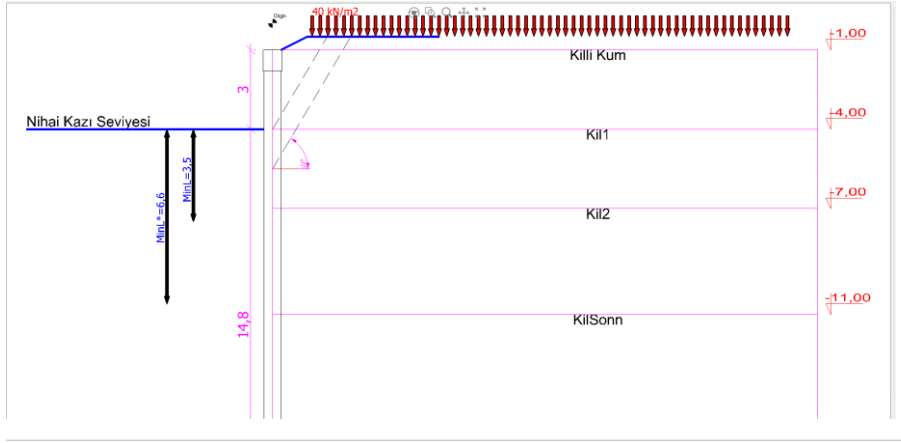 Origin
40 kN/m2
-1,00
Killi Kum
3
Nihai Kazı Seviyesi
-4,00
Kil1
MinL=3,5
MinL*=6,6
-7,00
Kil2
-11,00
KilSonn
14,8